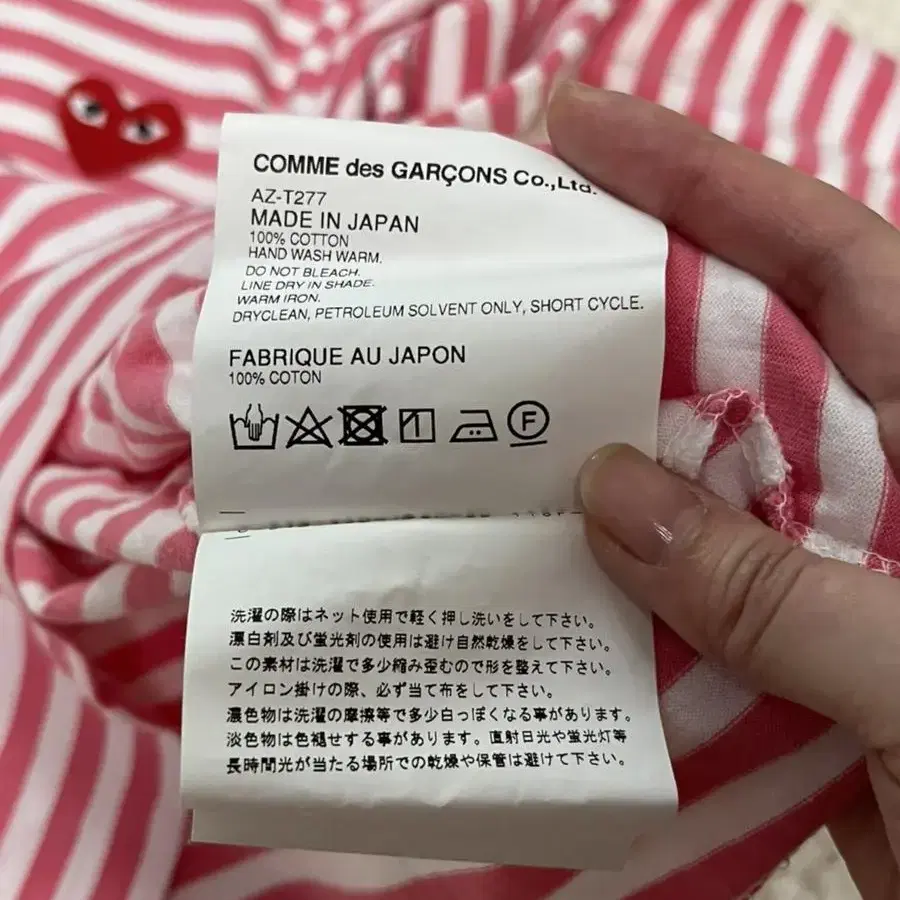 COMME des GARÇONS Co.,Ltd.
AZ-T277
MADE IN JAPAN
100% COTTON
HAND WASH WARM.
DO NOT BLEACH.
LINE DRY IN SHADE.
WARM IRON.
DRYCLEAN, PETROLEUM SOLVENT ONLY, SHORT CYCLE.
FABRIQUE AU JAPON
100% COTON
F
洗濯の際はネット使用で軽く押し洗いをして下さい。
漂白剤及び蛍光剤の使用は避け自然乾燥をして下さい。
この素材は洗濯で多少縮み歪むので形を整えて下さい。
アイロン掛けの際、必ず当て布をして下さい。
濃色物は洗濯の摩擦等で多少白っぽくなる事があります。
淡色物は色褪せする事があります。直射日光や蛍光灯等
長時間光が当たる場所での乾燥や保管は避けて下さい。